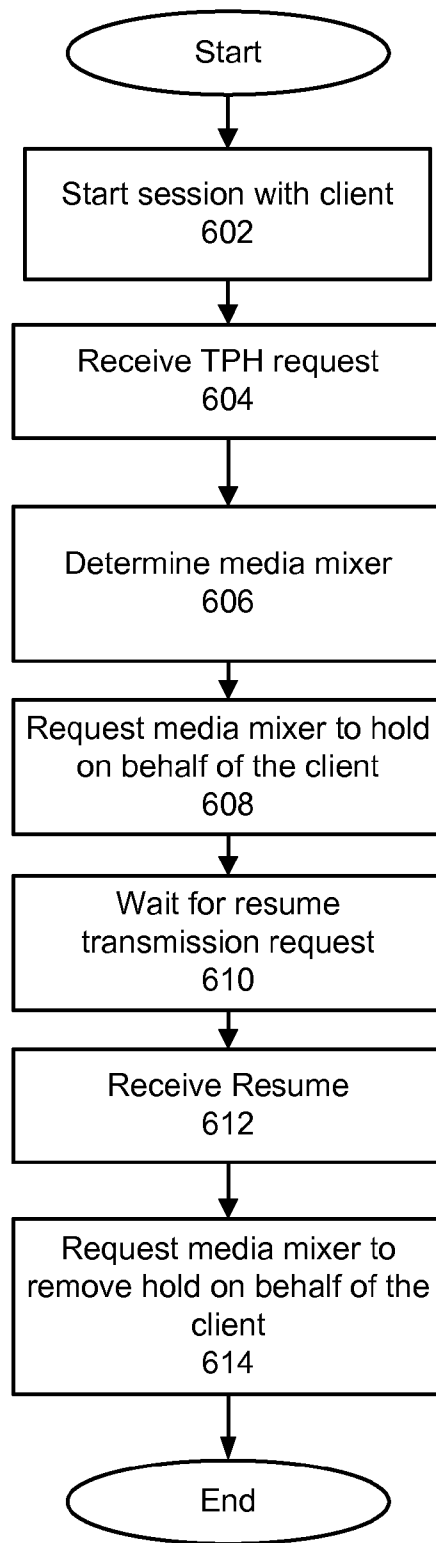 Start
Start session with client
602
Receive TPH request
604
Determine media mixer
606
Request media mixer to hold
on behalf of the client
608
Wait for resume
transmission request
610
Receive Resume
612
Request media mixer to
remove hold on behalf of the
client
614
End